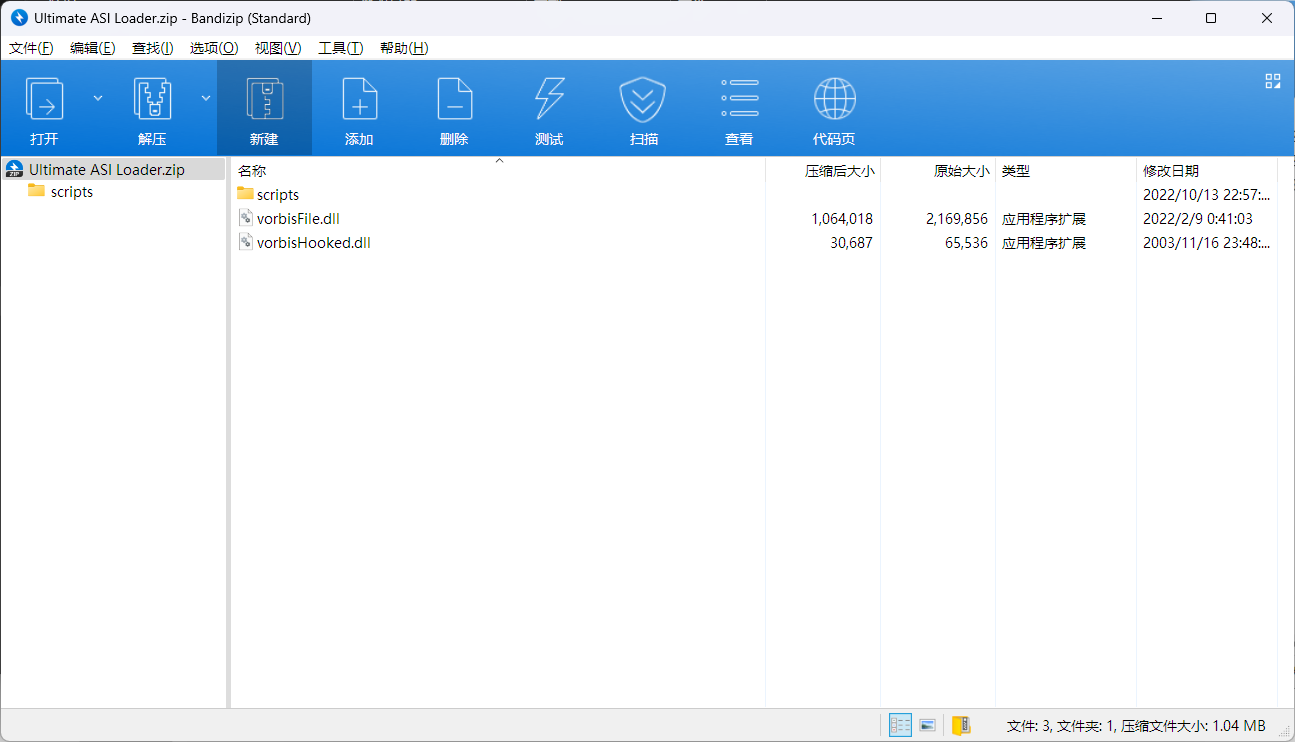 Ultimate ASI Loader.zip - Bandizip (Standard)
文件(F) 编辑(E) 查找(I) 选项(O) 视图(V) 工具(T) 帮助(H)
打开 解压 新建 添加 删除 测试 扫描 查看 代码页
Ultimate ASI Loader.zip
scripts
名称 压缩后大小 原始大小 类型 修改日期
scripts 2022/10/13 22:57:...
vorbisFile.dll 1,064,018 2,169,856 应用程序扩展 2022/2/9 0:41:03
vorbisHooked.dll 30,687 65,536 应用程序扩展 2003/11/16 23:48:...
文件: 3, 文件夹: 1, 压缩文件大小: 1.04 MB